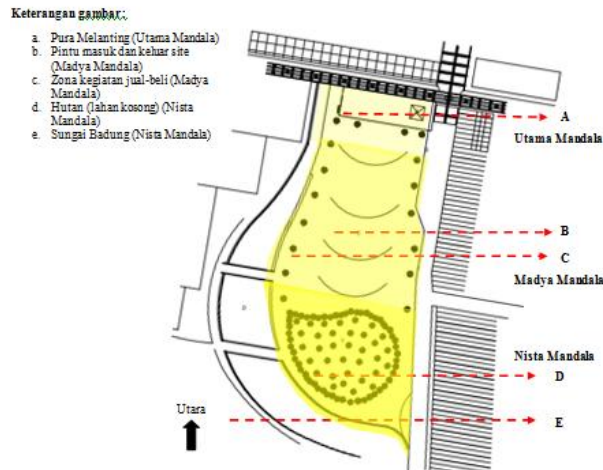 Keterangan gambar:
a. Pura Melanting (Utama Mandala)
b. Pintu masuk dan keluar site
(Madya Mandala)
c. Zona kegiatan jual-beli (Madya
Mandala)
d. Hutan (lahan kosong) (Nista
Mandala)
e. Sungai Badung (Nista Mandala)
A
Utama Mandala
B
C
Madya Mandala
Nista Mandala
D
E
Utara